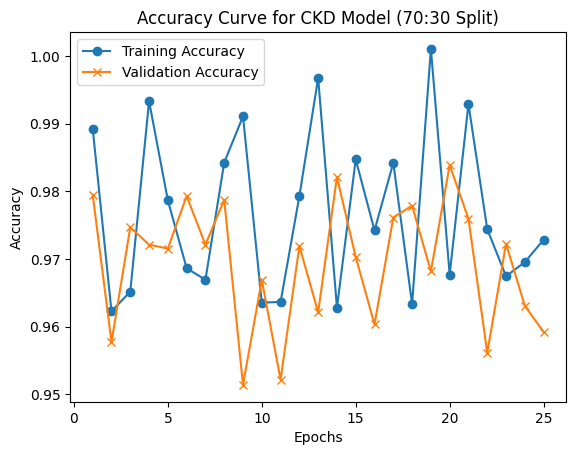 Accuracy Curve for CKD Model (70:30 Split)
Training Accuracy
Validation Accuracy
1.00
0.99
0.98
0.97
0.96
0.95
Accuracy
0 5 10 15 20 25
Epochs